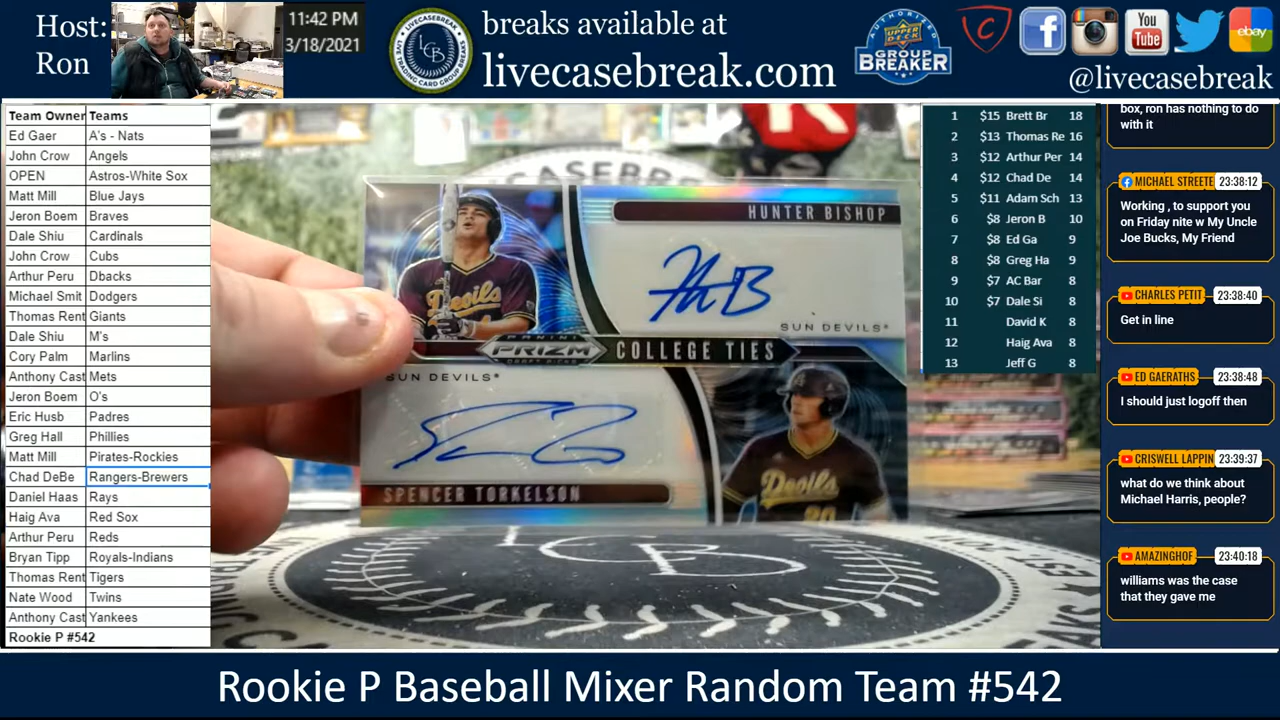 Host:
Ron
11:42 PM
3/18/2021
LCB
breaks available at
livecasebreak.com
AUTHORIZED
UPPER DECK
GROUP BREAKER
You Tube
ebay
@livecasebreak
Team Owner Teams
Ed Gaer A's - Nats
John Crow Angels
OPEN Astros-White Sox
Matt Mill Blue Jays
Jeron Boem Braves
Dale Shiu Cardinals
John Crow Cubs
Arthur Peru Dbacks
Michael Smit Dodgers
Thomas Rent Giants
Dale Shiu M's
Cory Palm Marlins
Anthony Cast Mets
Jeron Boem O's
Eric Husb Padres
Greg Hall Phillies
Matt Mill Pirates-Rockies
Chad DeBe Rangers-Brewers
Daniel Haas Rays
Haig Ava Red Sox
Arthur Peru Reds
Bryan Tipp Royals-Indians
Thomas Rent Tigers
Nate Wood Twins
Anthony Cast Yankees
Rookie P #542
HUNTER BISHOP
Devils
SUN DEVILS*
PANINI
PRIZM
DRAFT PICKS
COLLEGE TIES
SUN DEVILS*
SPENCER TORKELSON
Devils
20
LCB
1 $15 Brett Br 18
2 $13 Thomas Re 16
3 $12 Arthur Per 14
4 $12 Chad De 14
5 $11 Adam Sch 13
6 $8 Jeron B 10
7 $8 Ed Ga 9
8 $8 Greg Ha 9
9 $7 AC Bar 8
10 $7 Dale Si 8
11 David K 8
12 Haig Ava 8
13 Jeff G 8
box, ron has nothing to do
with it
MICHAEL STREETE 23:38:12
Working , to support you
on Friday nite w My Uncle
Joe Bucks, My Friend
CHARLES PETIT 23:38:40
Get in line
ED GAERATHS 23:38:48
I should just logoff then
CRISWELL LAPPIN 23:39:37
what do we think about
Michael Harris, people?
AMAZINGHOF 23:40:18
williams was the case
that they gave me
Rookie P Baseball Mixer Random Team #542